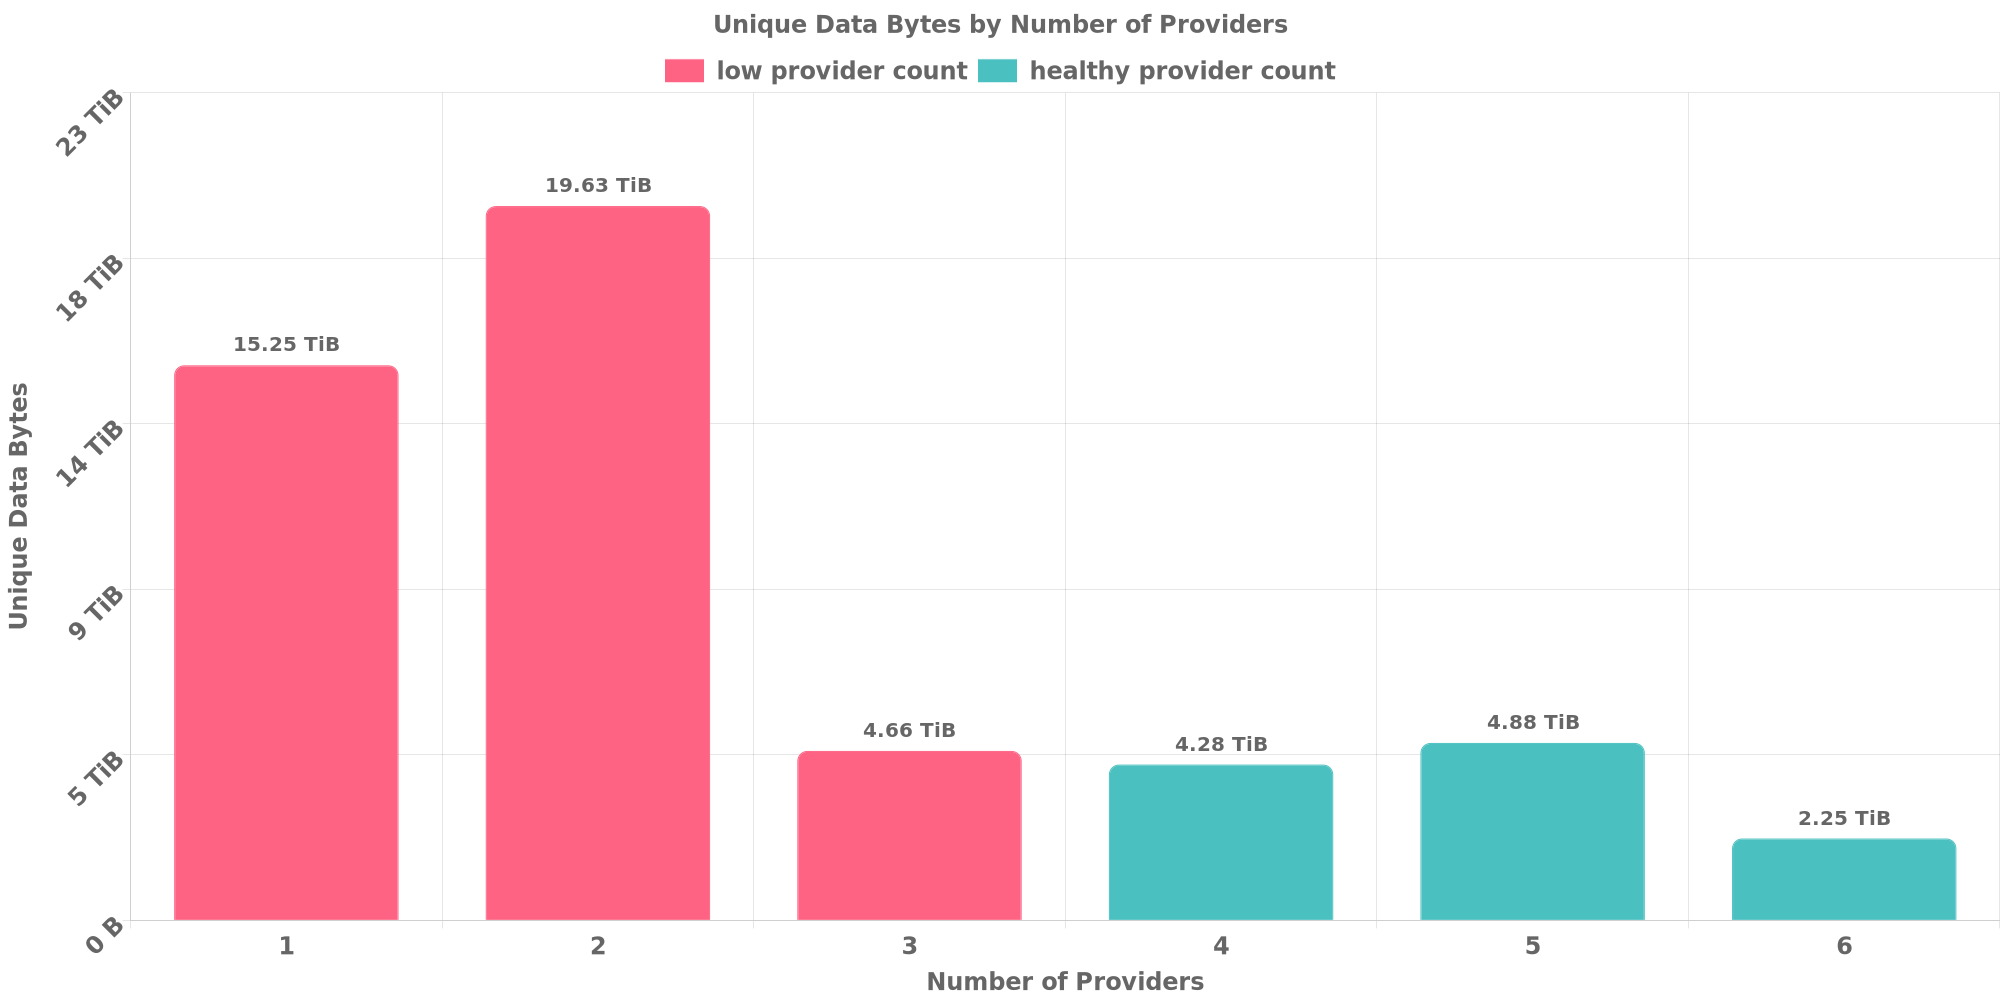 Unique Data Bytes by Number of Providers
low provider count healthy provider count
23 TiB
18 TiB
14 TiB
9 TiB
5 TiB
0 B
Unique Data Bytes
15.25 TiB
19.63 TiB
4.66 TiB
4.28 TiB
4.88 TiB
2.25 TiB
1 2 3 4 5 6
Number of Providers